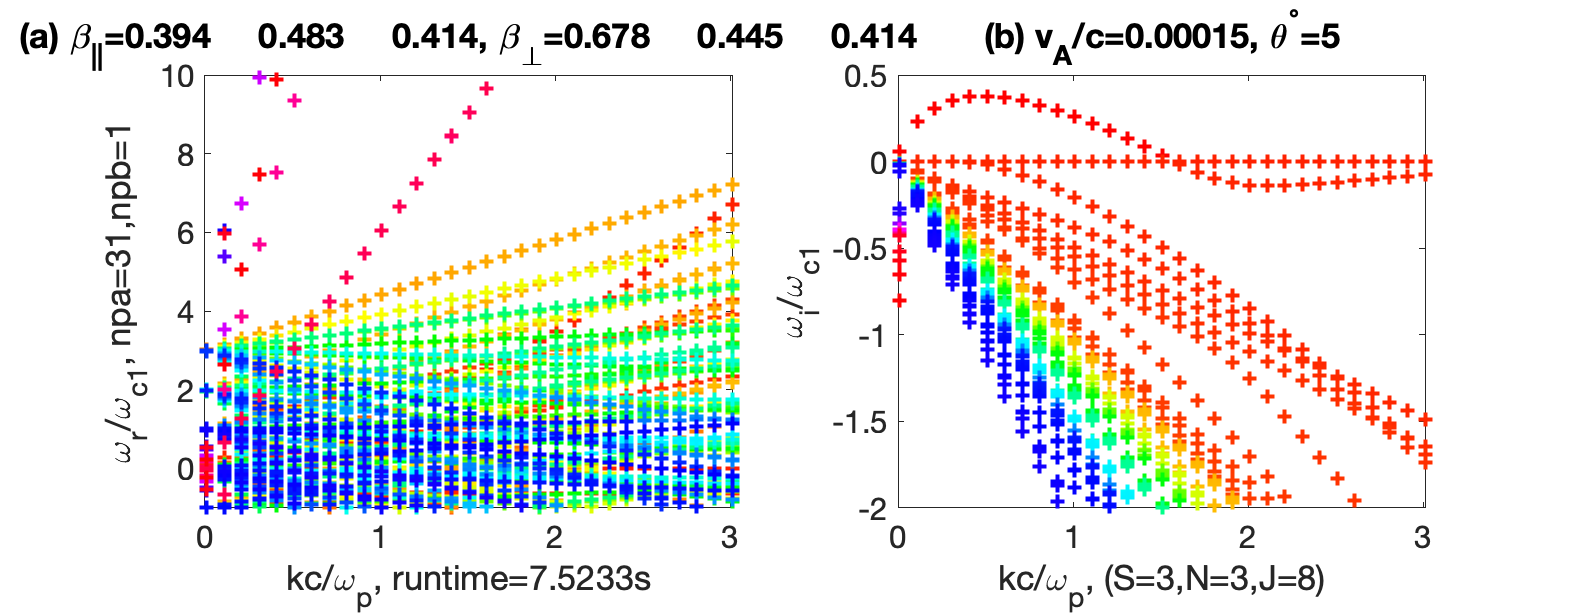 (a) β∥=0.394 0.483 0.414, β⊥=0.678 0.445 0.414
(b) vA/c=0.00015, θ°=5
10
8
6
4
2
0
ωr/ωc1, npa=31,npb=1
0 1 2 3
kc/ωp, runtime=7.5233s
0.5
0
-0.5
-1
-1.5
-2
ωi/ωc1
0 1 2 3
kc/ωp, (S=3,N=3,J=8)